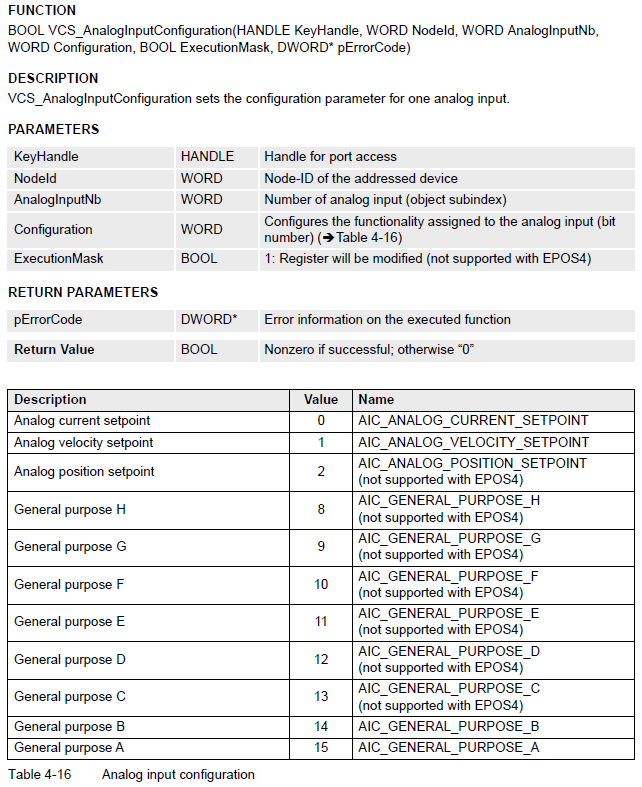 FUNCTION
BOOL VCS_AnalogInputConfiguration(HANDLE KeyHandle, WORD NodeId, WORD AnalogInputNb,
WORD Configuration, BOOL ExecutionMask, DWORD* pErrorCode)
DESCRIPTION
VCS_AnalogInputConfiguration sets the configuration parameter for one analog input.
PARAMETERS
KeyHandle HANDLE Handle for port access
NodeId WORD Node-ID of the addressed device
AnalogInputNb WORD Number of analog input (object subindex)
Configuration WORD Configures the functionality assigned to the analog input (bit
number) (➔Table 4-16)
ExecutionMask BOOL 1: Register will be modified (not supported with EPOS4)
RETURN PARAMETERS
pErrorCode DWORD* Error information on the executed function
Return Value BOOL Nonzero if successful; otherwise “0”
Description Value Name
Analog current setpoint 0 AIC_ANALOG_CURRENT_SETPOINT
Analog velocity setpoint 1 AIC_ANALOG_VELOCITY_SETPOINT
Analog position setpoint 2 AIC_ANALOG_POSITION_SETPOINT
(not supported with EPOS4)
General purpose H 8 AIC_GENERAL_PURPOSE_H
(not supported with EPOS4)
General purpose G 9 AIC_GENERAL_PURPOSE_G
(not supported with EPOS4)
General purpose F 10 AIC_GENERAL_PURPOSE_F
(not supported with EPOS4)
General purpose E 11 AIC_GENERAL_PURPOSE_E
(not supported with EPOS4)
General purpose D 12 AIC_GENERAL_PURPOSE_D
(not supported with EPOS4)
General purpose C 13 AIC_GENERAL_PURPOSE_C
(not supported with EPOS4)
General purpose B 14 AIC_GENERAL_PURPOSE_B
General purpose A 15 AIC_GENERAL_PURPOSE_A
Table 4-16 Analog input configuration